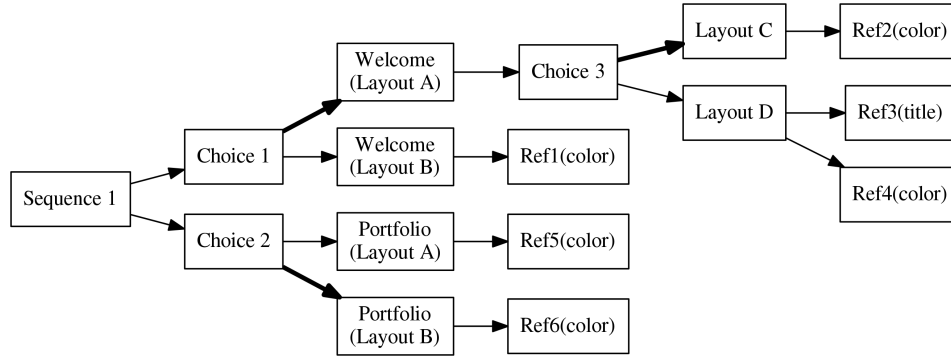 Layout C
Ref2(color)
Welcome
(Layout A)
Choice 3
Layout D
Ref3(title)
Choice 1
Welcome
(Layout B)
Ref1(color)
Sequence 1
Ref4(color)
Choice 2
Portfolio
(Layout A)
Ref5(color)
Portfolio
(Layout B)
Ref6(color)